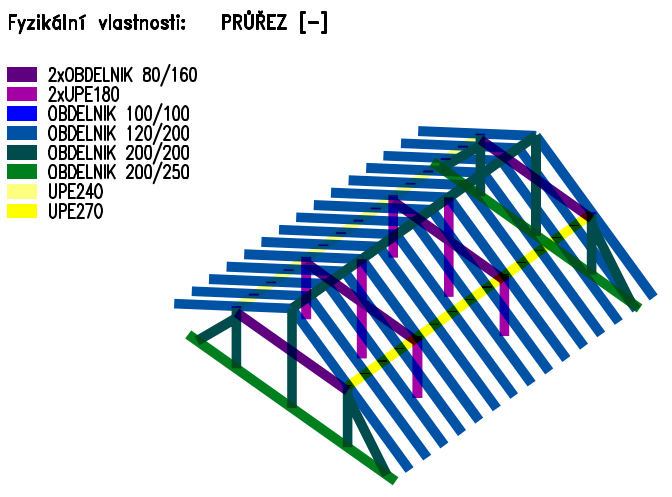 Fyzikální vlastnosti: PRŮŘEZ [-]
2xOBDELNIK 80/160
2xUPE180
OBDELNIK 100/100
OBDELNIK 120/200
OBDELNIK 200/200
OBDELNIK 200/250
UPE240
UPE270